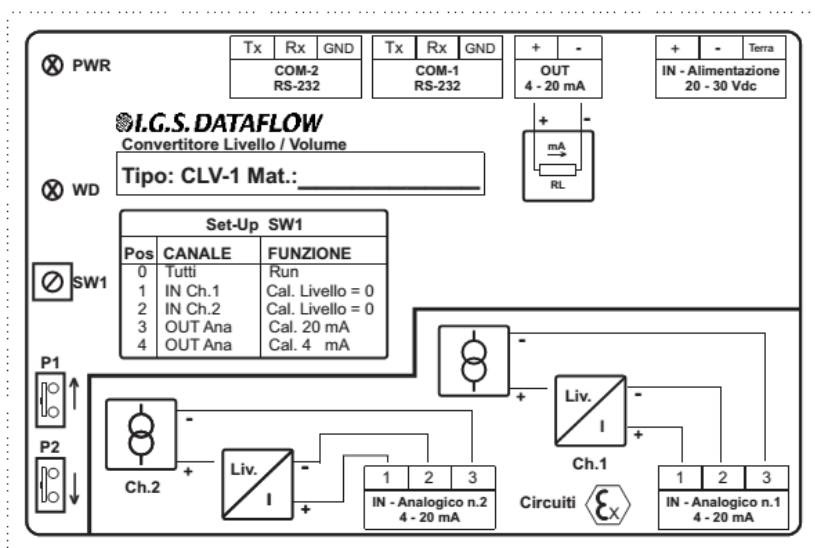 PWR
Tx Rx GND
COM-2
RS-232
Tx Rx GND
COM-1
RS-232
+ -
OUT
4 - 20 mA
+ - Terra
IN - Alimentazione
20 - 30 Vdc
+ -
mA
RL
I.G.S. DATAFLOW
Convertitore Livello / Volume
Tipo: CLV-1 Mat.:____________________
WD
SW1
Set-Up SW1
Pos CANALE FUNZIONE
0 Tutti Run
1 IN Ch.1 Cal. Livello = 0
2 IN Ch.2 Cal. Livello = 0
3 OUT Ana Cal. 20 mA
4 OUT Ana Cal. 4 mA
P1
P2
-
+
Liv.
I
-
+
Ch.1
1 2 3
IN - Analogico n.1
4 - 20 mA
-
+
Liv.
I
-
+
Ch.2
1 2 3
IN - Analogico n.2
4 - 20 mA
Circuiti εx